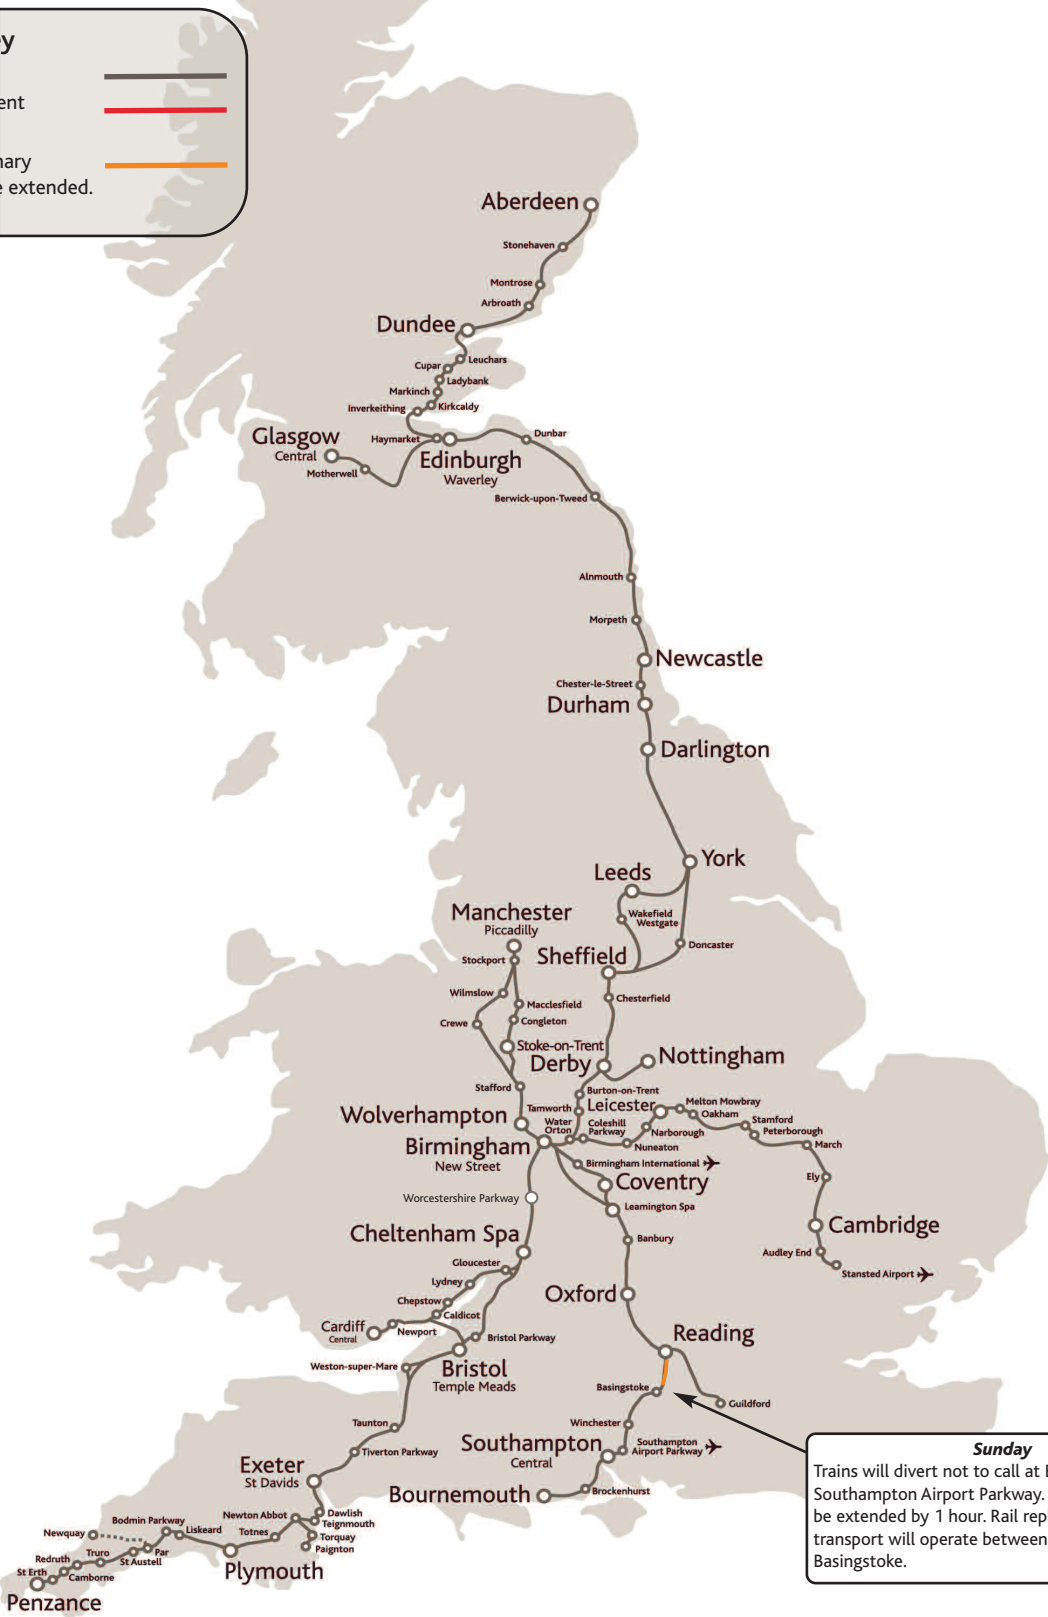 ent
e extended.
Aberdeen
Stonehaven
Montrose
Arbroath
Dundee
Leuchars
Cupar
Ladybank
Markinch
Kirkcaldy
Inverkeithing
Glasgow
Central
Haymarket
Dunbar
Motherwell
Edinburgh
Waverley
Berwick-upon-Tweed
Alnmouth
Morpeth
Newcastle
Chester-le-Street
Durham
Darlington
York
Leeds
Manchester
Piccadilly
Wakefield
Westgate
Doncaster
Stockport
Sheffield
Wilmslow
Chesterfield
Macclesfield
Crewe
Congleton
Stoke-on-Trent
Derby
Nottingham
Stafford
Burton-on-Trent
Tamworth
Leicester
Melton Mowbray
Oakham
Wolverhampton
Water
Orton
Coleshill
Parkway
Narborough
Stamford
Peterborough
Birmingham
New Street
Nuneaton
March
Birmingham International
Ely
Coventry
Worcestershire Parkway
Leamington Spa
Cheltenham Spa
Banbury
Cambridge
Gloucester
Audley End
Stansted Airport
Lydney
Oxford
Chepstow
Caldicot
Cardiff
Central
Newport
Bristol Parkway
Reading
Weston-super-Mare
Bristol
Temple Meads
Basingstoke
Guildford
Taunton
Winchester
Tiverton Parkway
Southampton
Central
Southampton
Airport Parkway
Exeter
St Davids
Bournemouth
Brockenhurst
Dawlish
Teignmouth
Newton Abbot
Torquay
Paignton
Totnes
Bodmin Parkway
Liskeard
Newquay
Par
St Austell
Truro
Redruth
Camborne
St Erth
Plymouth
Penzance
Sunday
Trains will divert not to call at
Southampton Airport Parkway.
be extended by 1 hour. Rail
transport will operate between
Basingstoke.